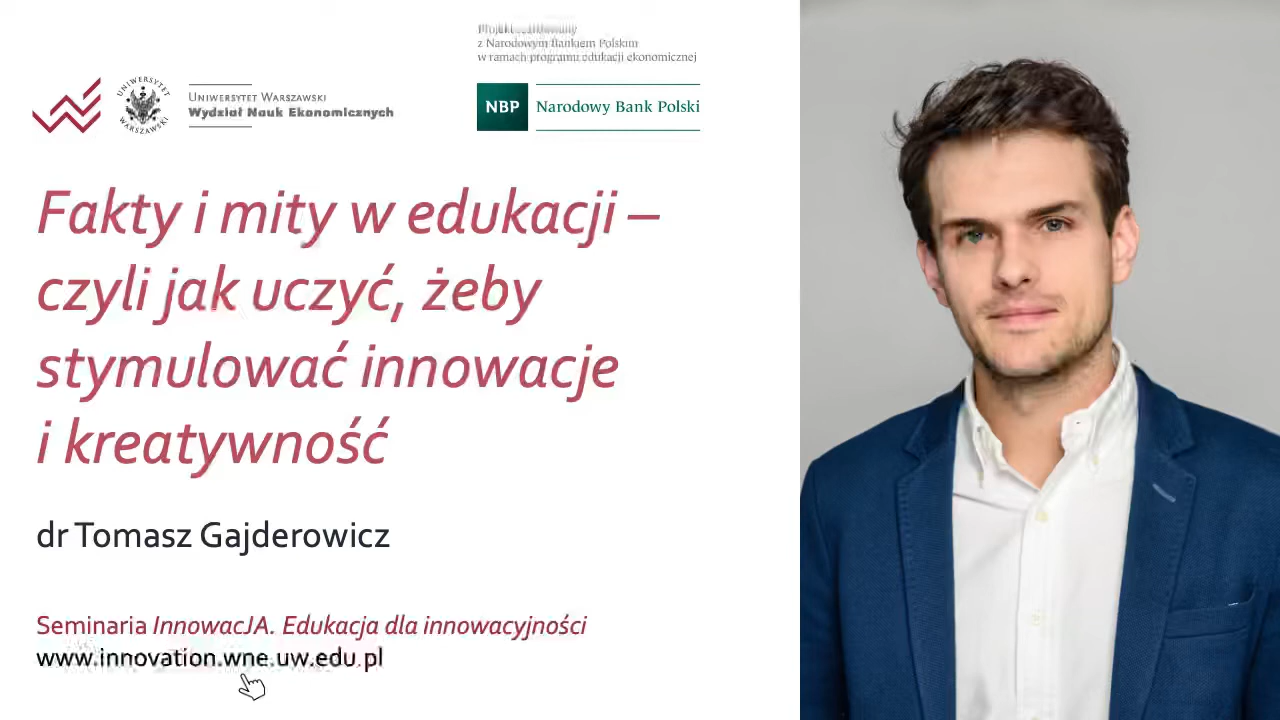 Projekt realizowany
z Narodowym Bankiem Polskim
w ramach programu edukacji ekonomicznej
UNIWERSYTET WARSZAWSKI
UNIWERSYTET WARSZAWSKI
Wydział Nauk Ekonomicznych
NBP Narodowy Bank Polski
Fakty i mity w edukacji –
czyli jak uczyć, żeby
stymulować innowacje
i kreatywność
dr Tomasz Gajderowicz
Seminaria InnowacJA. Edukacja dla innowacyjności
www.innovation.wne.uw.edu.pl